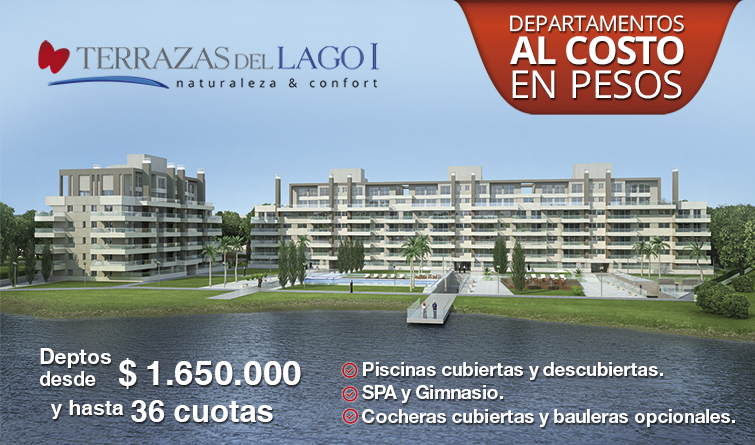 TERRAZAS DEL LAGO I
naturaleza & confort
DEPARTAMENTOS
AL COSTO
EN PESOS
Deptos
desde $ 1.650.000
y hasta 36 cuotas
Piscinas cubiertas y descubiertas.
SPA y Gimnasio.
Cocheras cubiertas y bauleras opcionales.